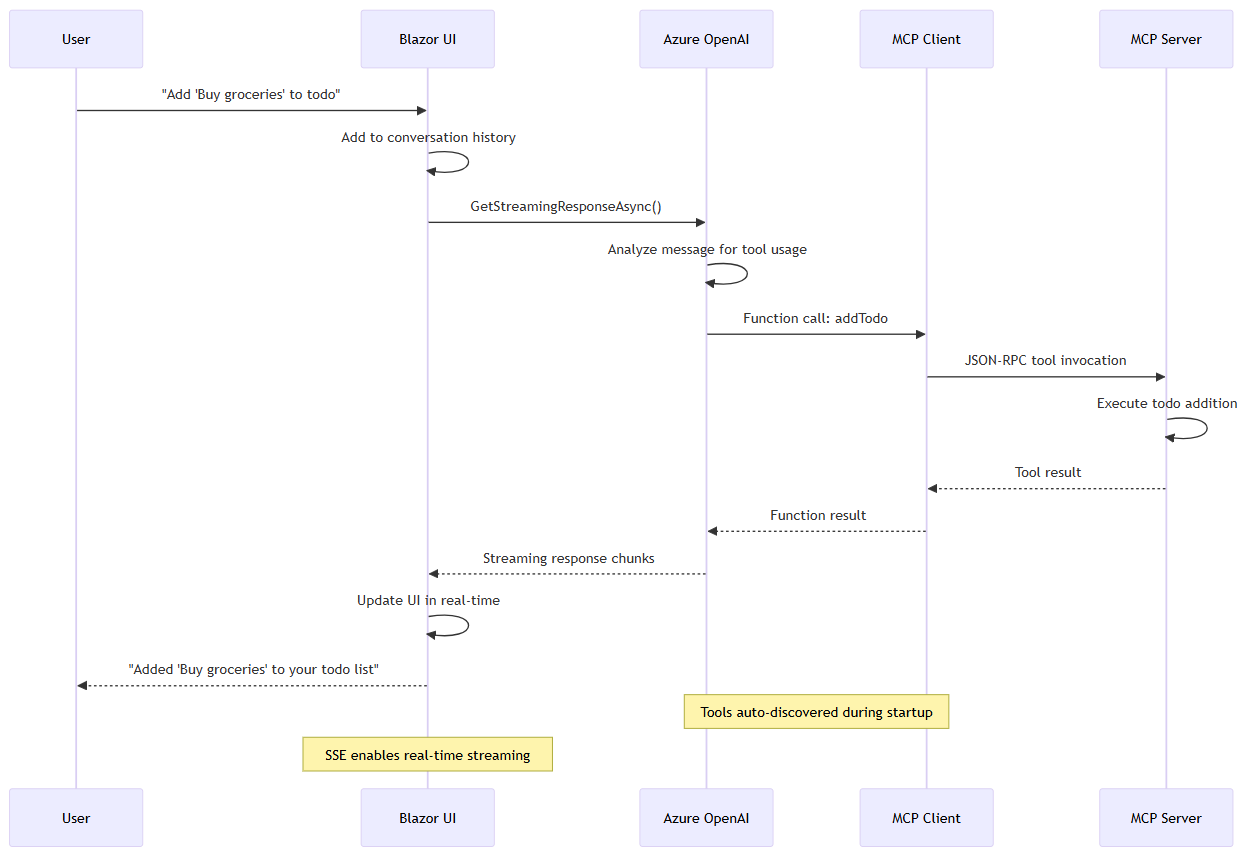 User
Blazor UI
Azure OpenAI
MCP Client
MCP Server
"Add 'Buy groceries' to todo"
Add to conversation history
GetStreamingResponseAsync()
Analyze message for tool usage
Function call: addTodo
JSON-RPC tool invocation
Execute todo addition
Tool result
Function result
Streaming response chunks
Update UI in real-time
"Added 'Buy groceries' to your todo list"
Tools auto-discovered during startup
SSE enables real-time streaming
User
Blazor UI
Azure OpenAI
MCP Client
MCP Server